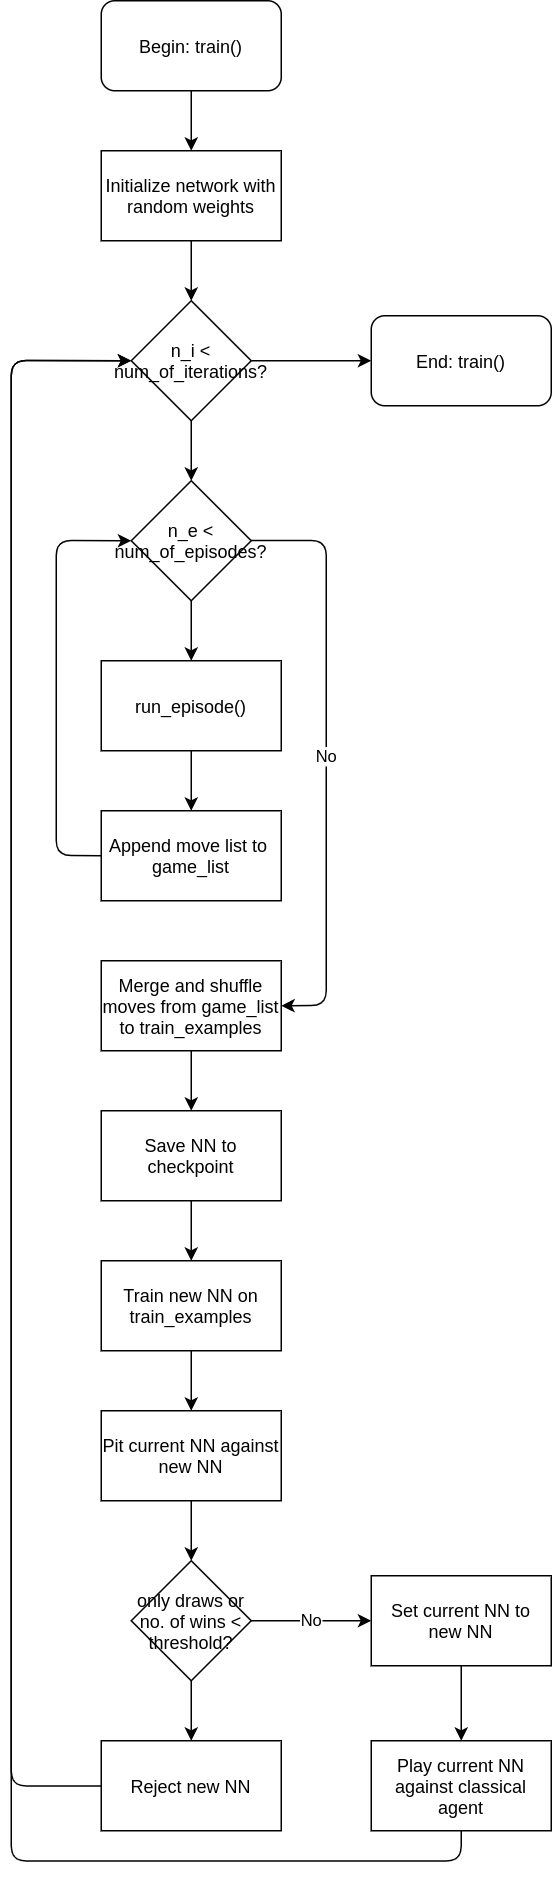 Begin: train()
Initialize network with
random weights
n_i <
num_of_iterations?
End: train()
n_e <
num_of_episodes?
run_episode()
No
Append move list to
game_list
Merge and shuffle
moves from game_list
to train_examples
Save NN to
checkpoint
Train new NN on
train_examples
Pit current NN against
new NN
only draws or
no. of wins <
threshold?
No
Set current NN to
new NN
Reject new NN
Play current NN
against classical
agent